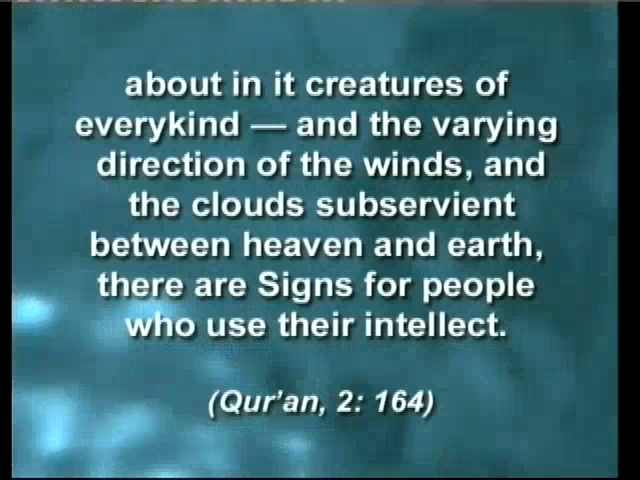 about in it creatures of
everykind — and the varying
direction of the winds, and
the clouds subservient
between heaven and earth,
there are Signs for people
who use their intellect.
(Qur'an, 2: 164)